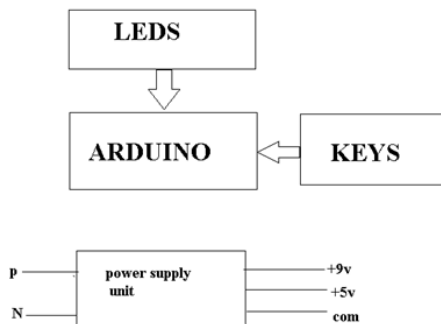 LEDS
ARDUINO
KEYS
p
power supply
unit
N
+9v
+5v
com